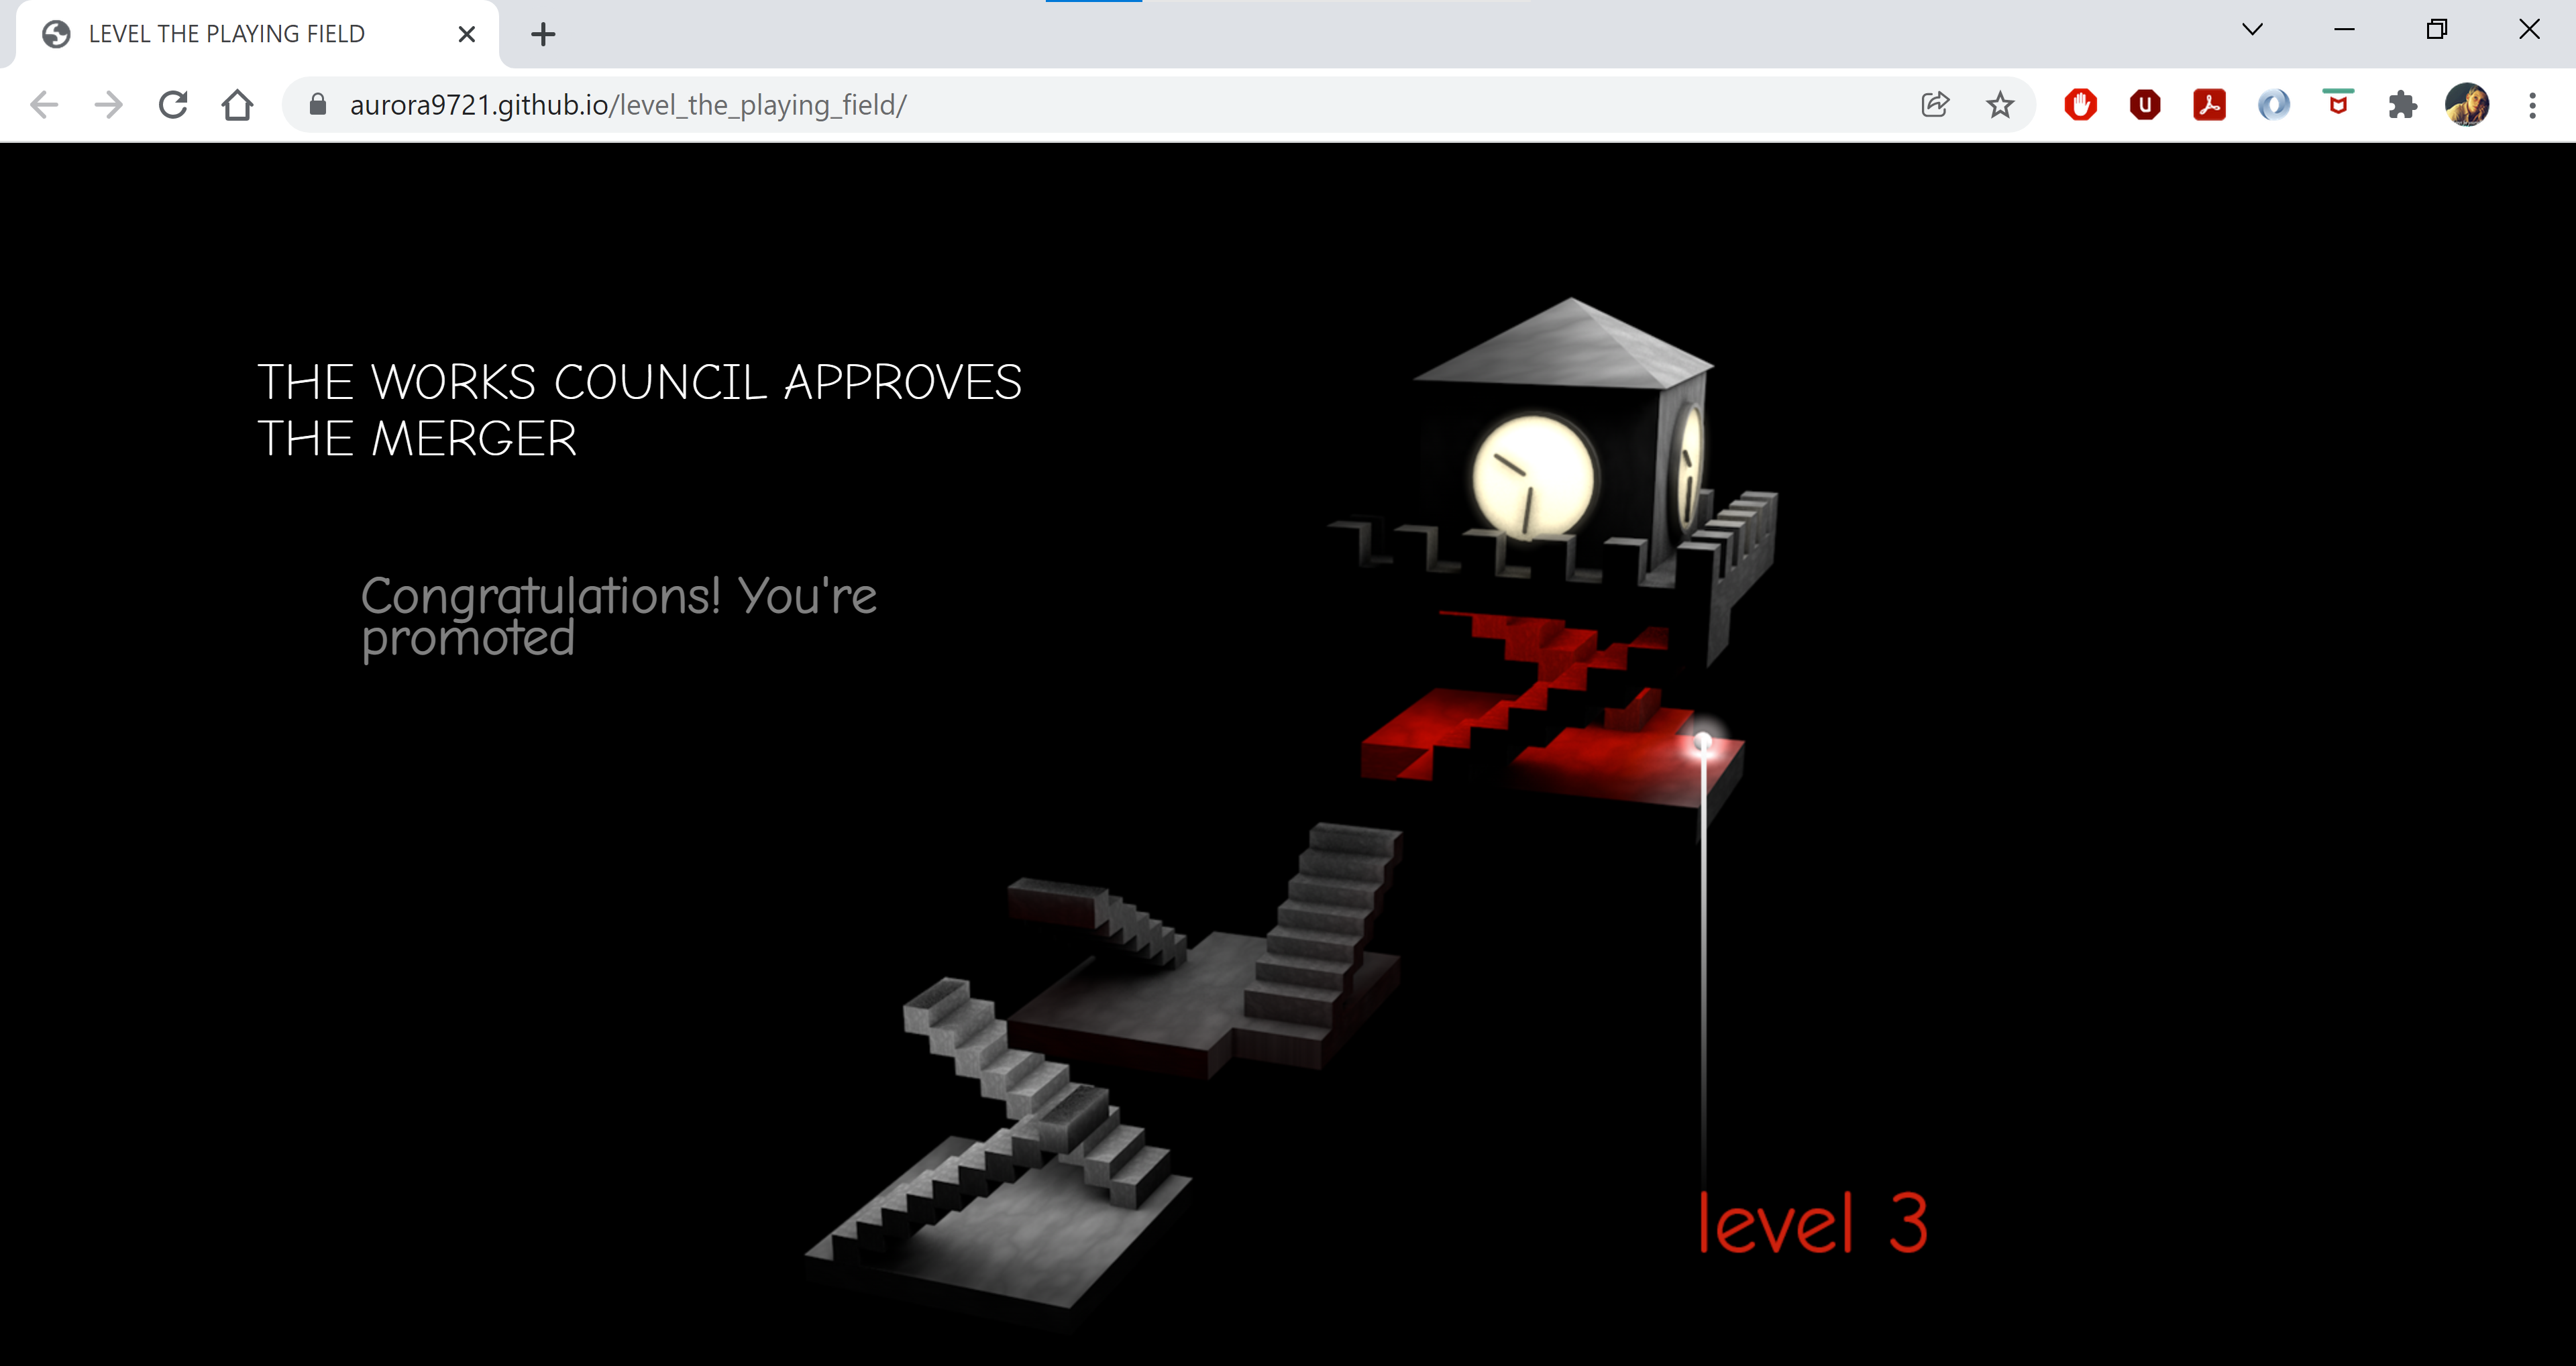 LEVEL THE PLAYING FIELD
aurora9721.github.io/level_the_playing_field/
THE WORKS COUNCIL APPROVES
THE MERGER
Congratulations! You're
promoted
level 3